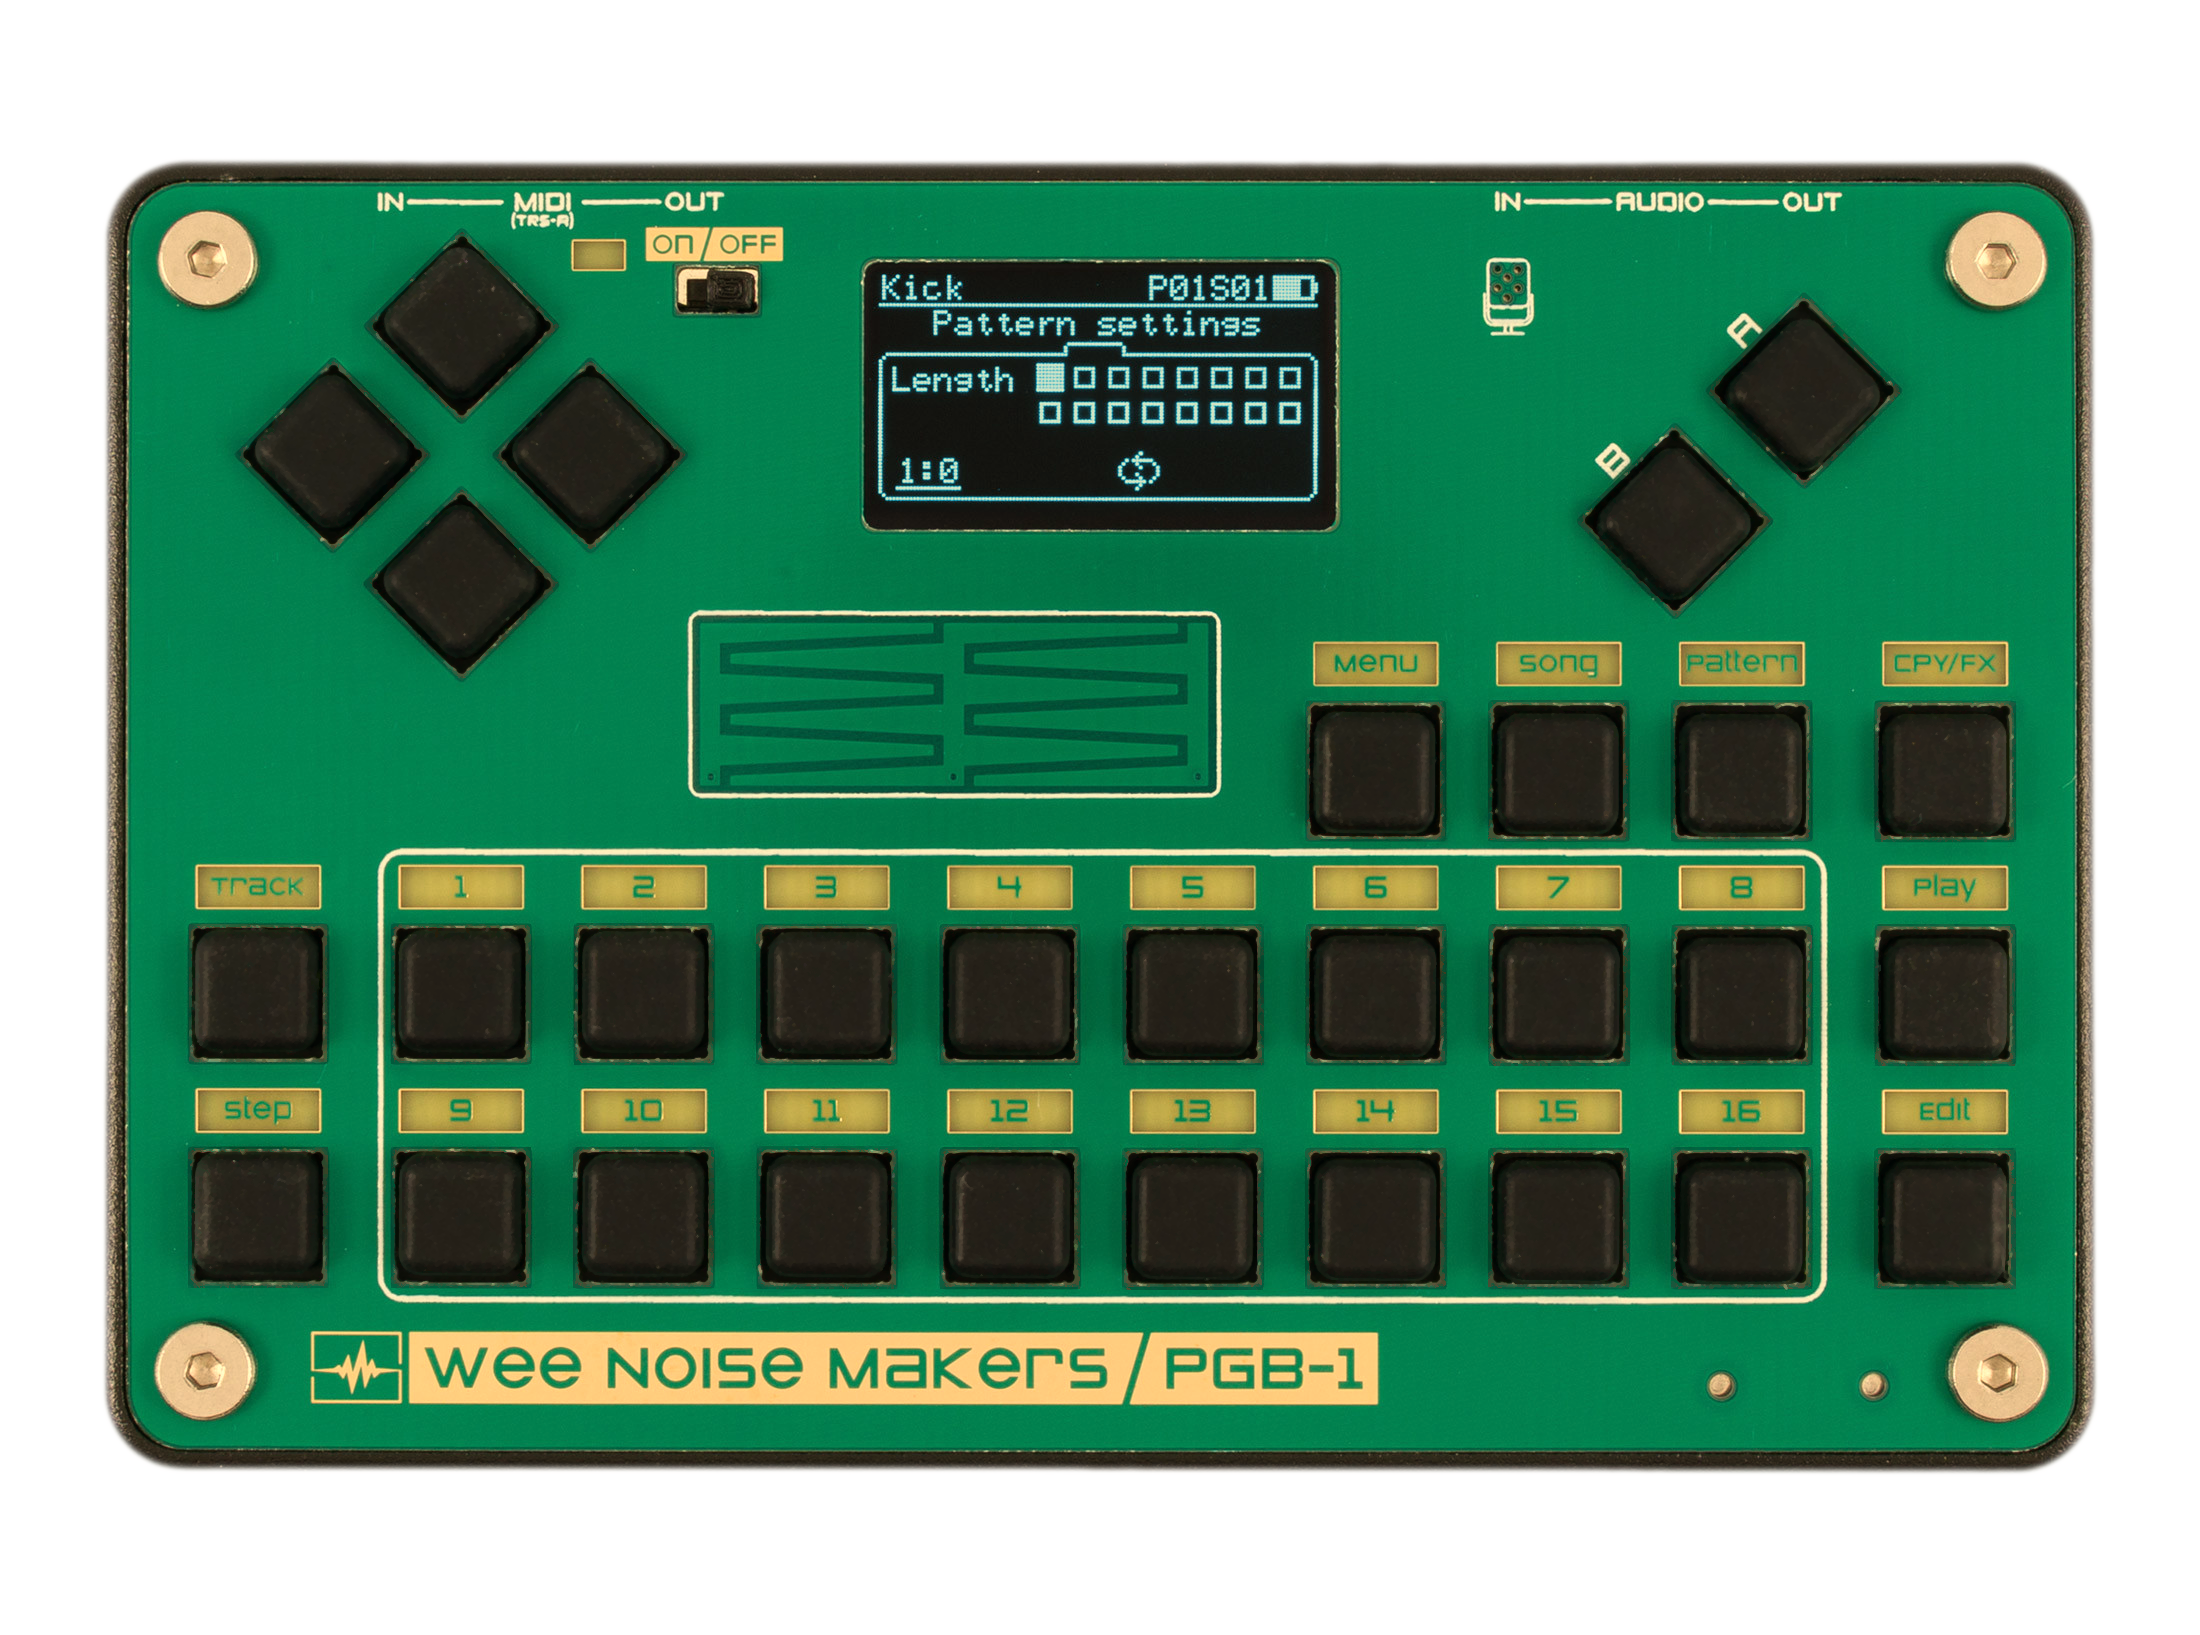 IN MIDI OUT
(TRS-A)
IN AUDIO OUT
ON/OFF
Kick P01S01
Pattern settings
Length
1:0
A
B
Menu Song Pattern CPY/FX
Track 1 2 3 4 5 6 7 8 Play
Step 9 10 11 12 13 14 15 16 Edit
Wee Noise Makers/PGB-1